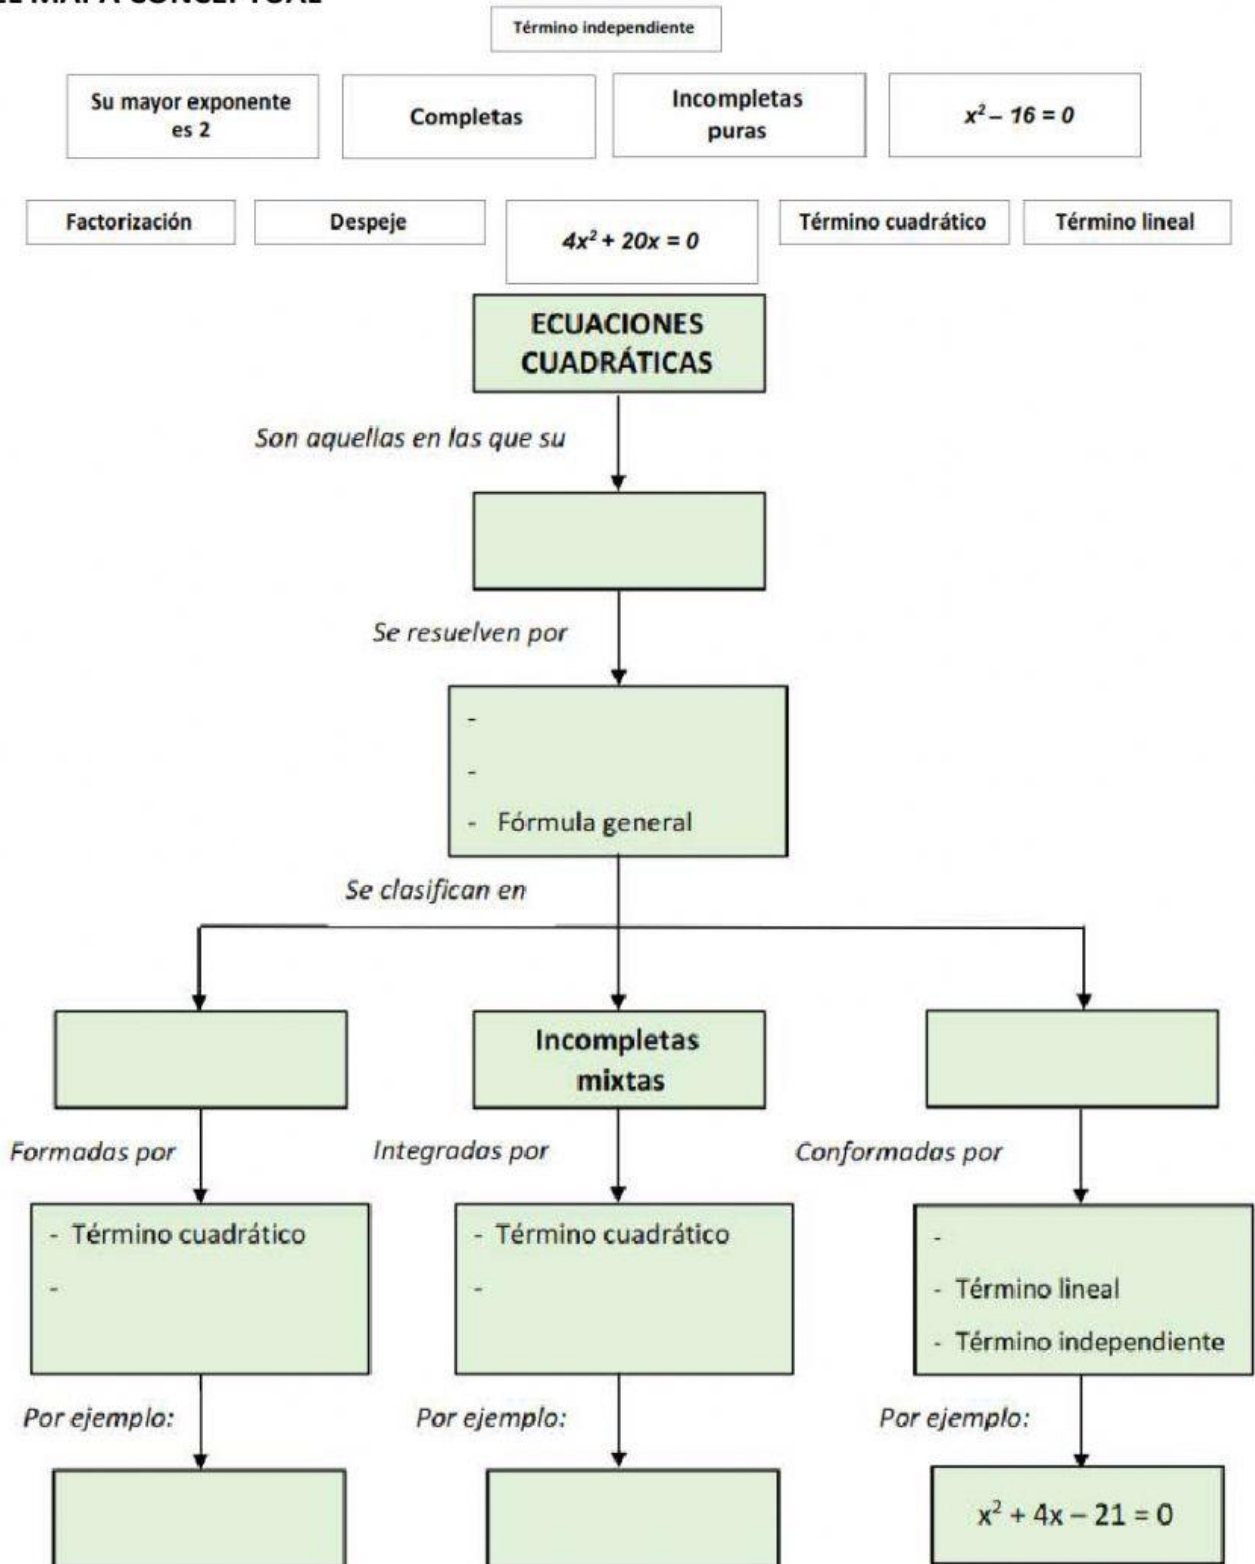 EL MAPA CONCEPTUAL
Término independiente
Su mayor exponente
es 2
Completas
Incompletas
puras
x² – 16 = 0
Factorización
Despeje
4x² + 20x = 0
Término cuadrático
Término lineal
ECUACIONES
CUADRÁTICAS
Son aquellas en las que su
Se resuelven por
-
-
- Fórmula general
Se clasifican en
Incompletas
mixtas
Formadas por
Integradas por
Conformadas por
- Término cuadrático
-
- Término cuadrático
-
-
- Término lineal
- Término independiente
Por ejemplo:
Por ejemplo:
Por ejemplo:
x² + 4x – 21 = 0